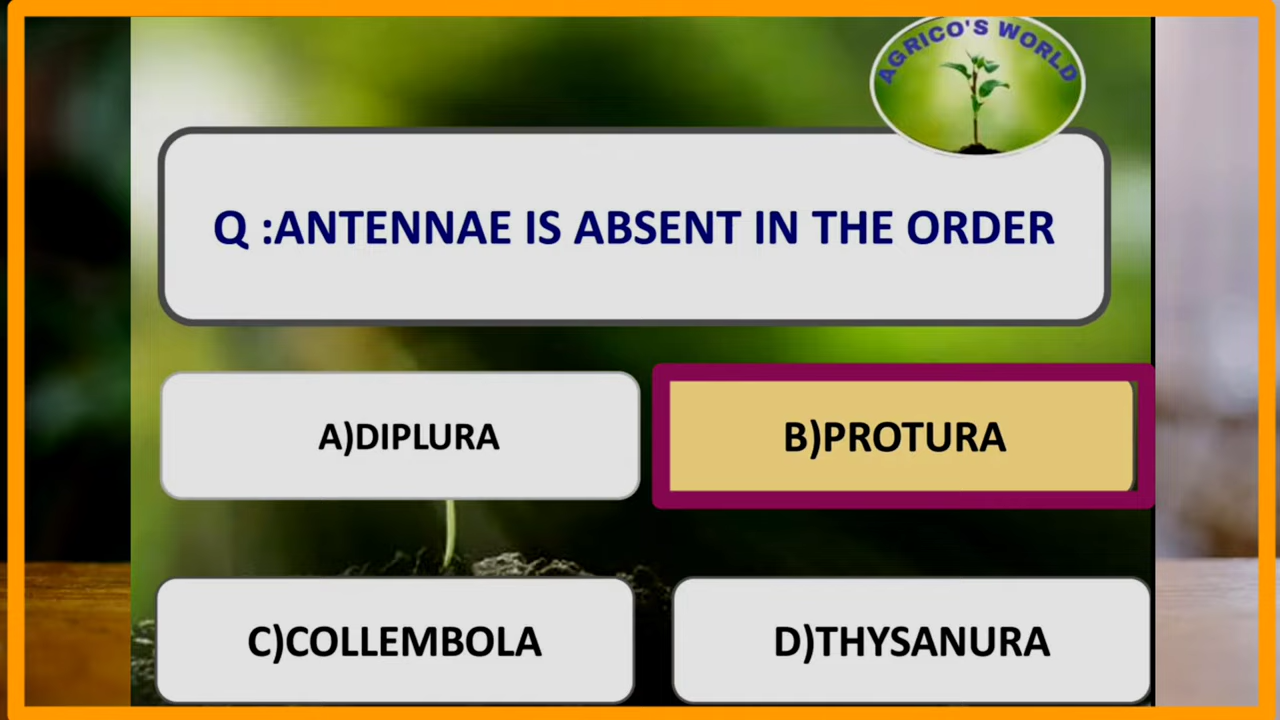 AGRICO'S WORLD
Q :ANTENNAE IS ABSENT IN THE ORDER
A)DIPLURA
B)PROTURA
C)COLLEMBOLA
D)THYSANURA